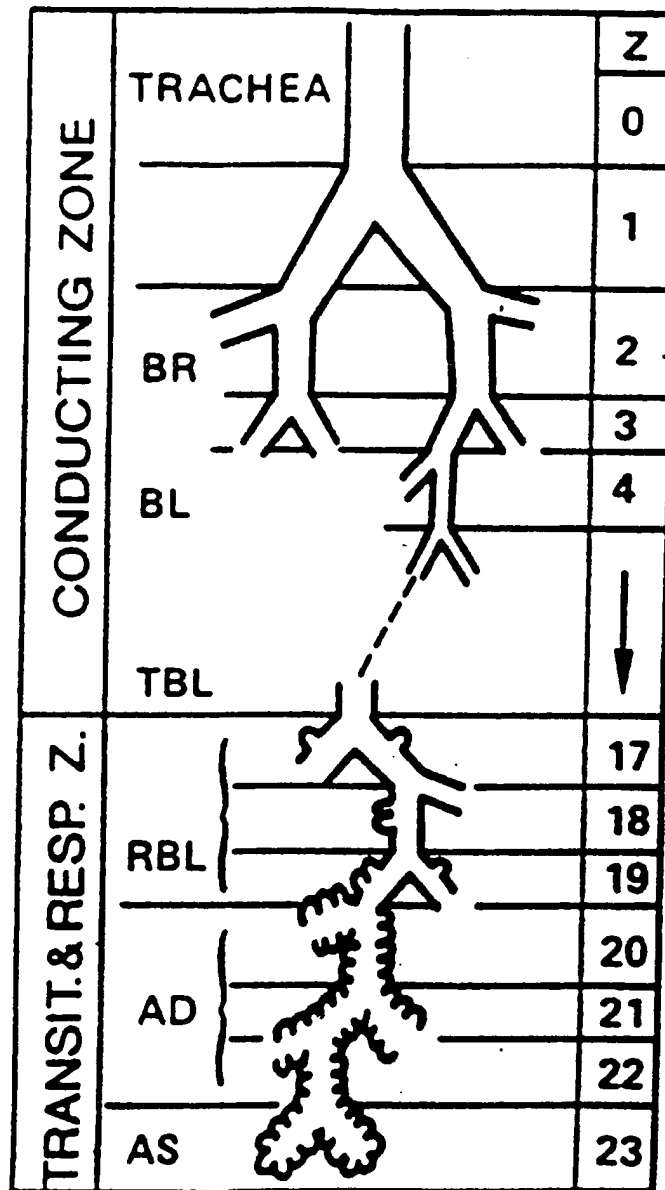 CONDUCTING ZONE
TRANSIT. & RESP. Z.
Z
TRACHEA
0
1
BR
2
3
BL
4
TBL
17
18
RBL
19
20
AD
21
22
AS
23